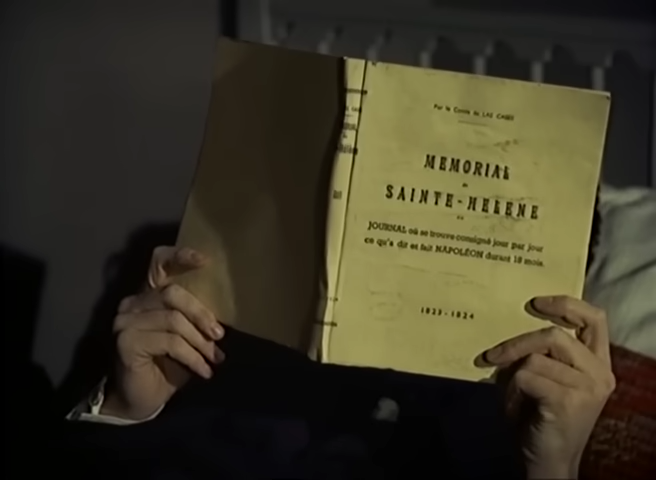 Par le Comte de LAS CASES
MEMORIAL
de
SAINTE-HELENE
ou
JOURNAL où se trouve consigné jour par jour
ce qu'a dit et fait NAPOLÉON durant 18 mois.
1823-1824